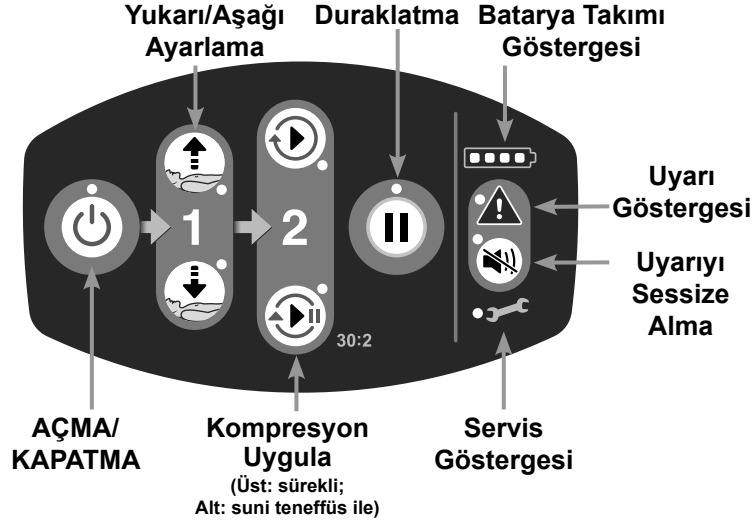 Yukarı/Aşağı
Ayarlama
Duraklatma
Batarya Takımı
Göstergesi
1
2
30:2
Uyarı
Göstergesi
Uyarıyı
Sessize
Alma
AÇMA/
KAPATMA
Kompresyon
Uygula
(Üst: sürekli;
Alt: suni teneffüs ile)
Servis
Göstergesi